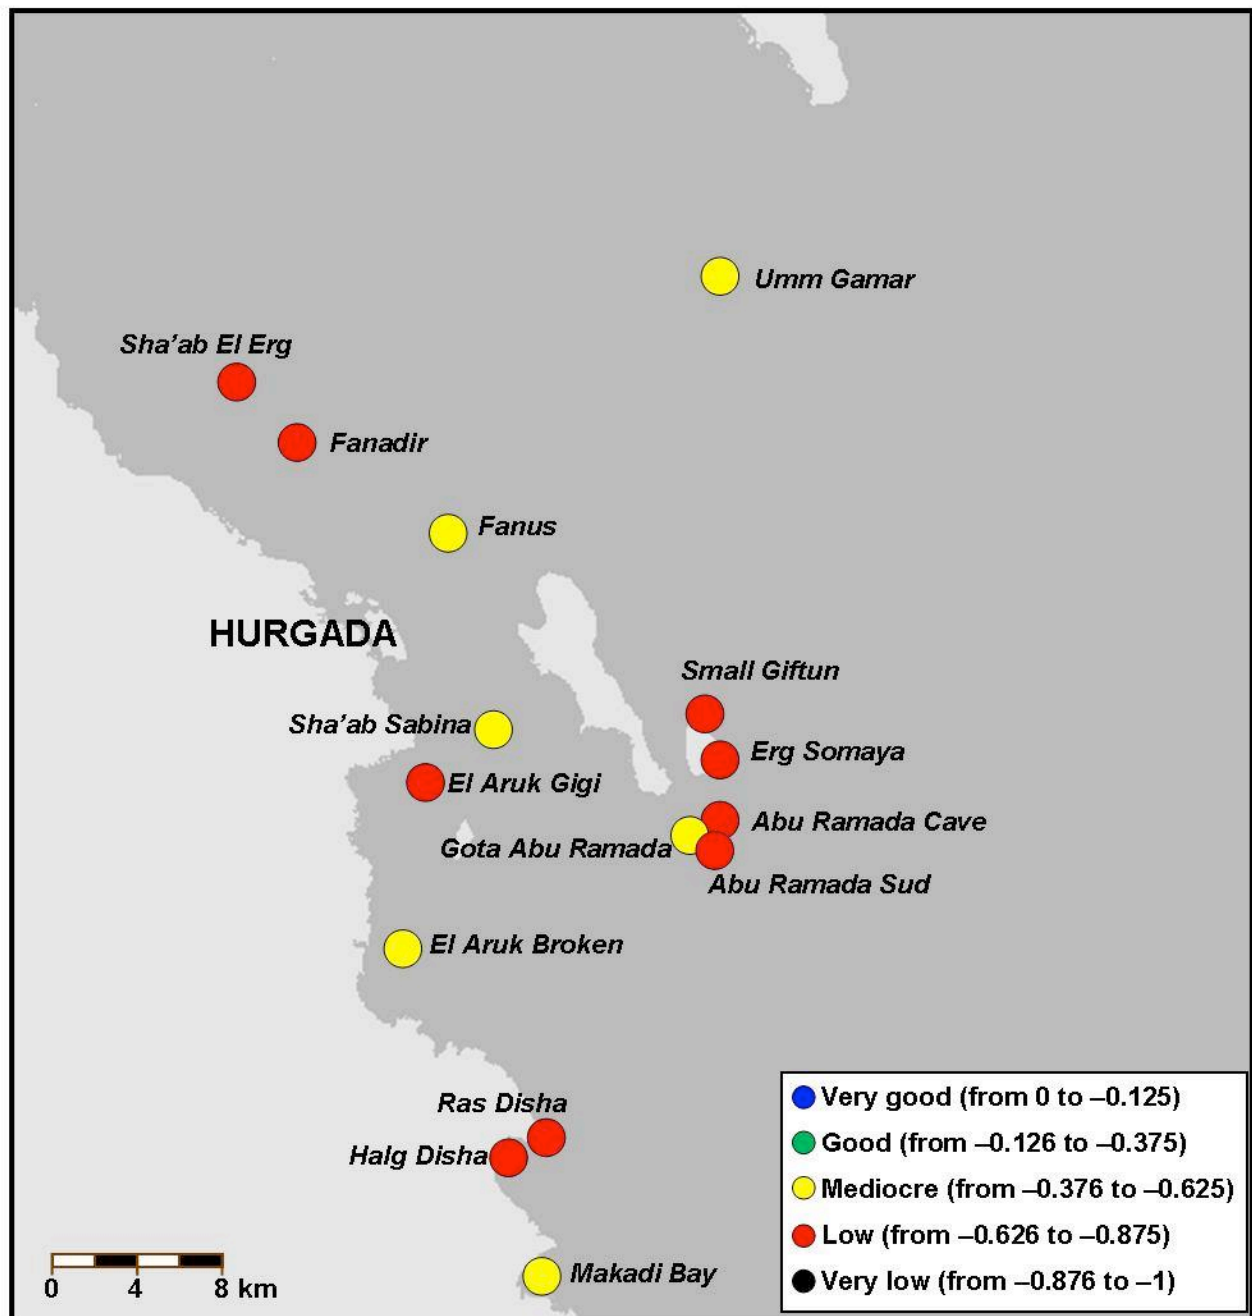 Umm Gamar
Sha’ab El Erg
Fanadir
Fanus
HURGADA
Small Giftun
Sha’ab Sabina
Erg Somaya
El Aruk Gigi
Abu Ramada Cave
Gota Abu Ramada
Abu Ramada Sud
El Aruk Broken
Ras Disha
Halg Disha
Makadi Bay
Very good (from 0 to –0.125)
Good (from –0.126 to –0.375)
Mediocre (from –0.376 to –0.625)
Low (from –0.626 to –0.875)
Very low (from –0.876 to –1)
0 4 8 km